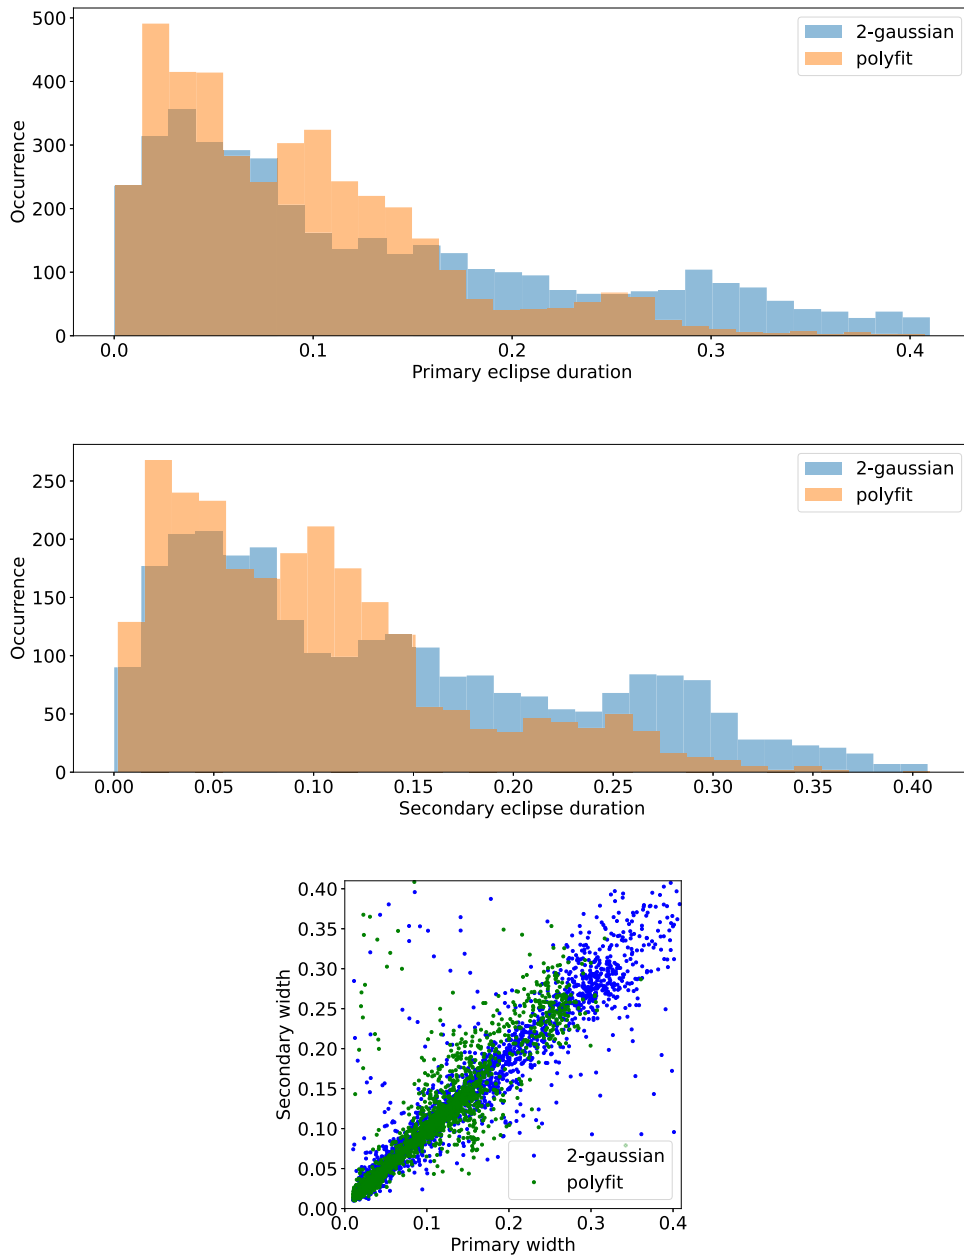 500
400
300
200
100
0
Occurrence
2-gaussian
polyfit
0.0 0.1 0.2 0.3 0.4
Primary eclipse duration
250
200
150
100
50
0
Occurrence
2-gaussian
polyfit
0.00 0.05 0.10 0.15 0.20 0.25 0.30 0.35 0.40
Secondary eclipse duration
0.40
0.35
0.30
0.25
0.20
0.15
0.10
0.05
0.00
Secondary width
2-gaussian
polyfit
0.0 0.1 0.2 0.3 0.4
Primary width